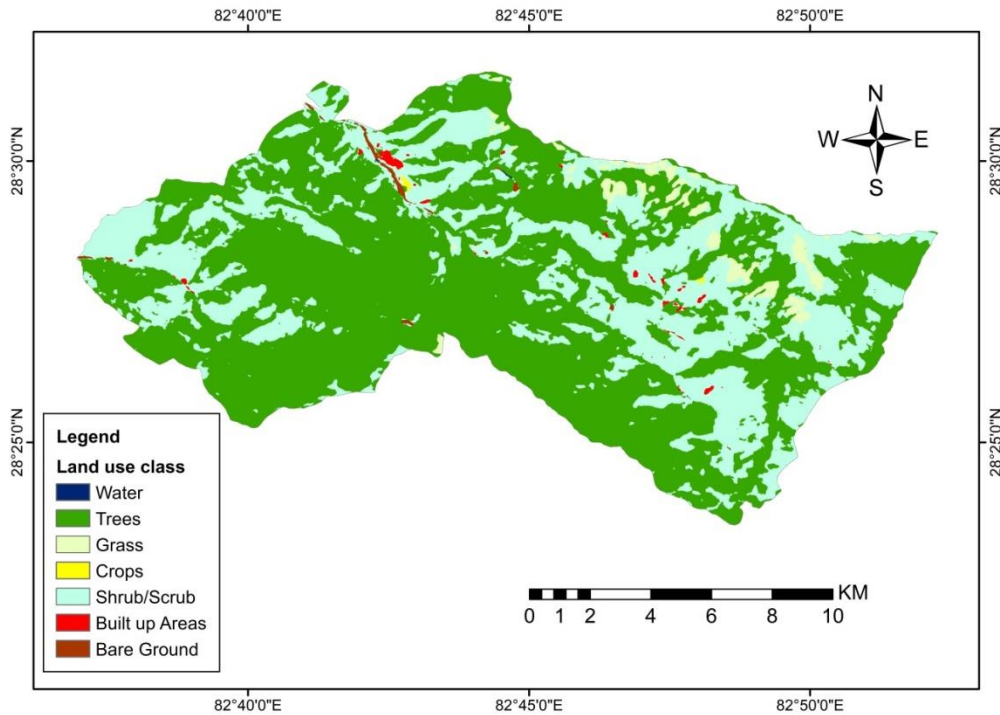 82°40'0"E 82°45'0"E 82°50'0"E
N
W E
S
28°30'0"N 28°30'0"N
28°25'0"N 28°25'0"N
Legend
Land use class
Water
Trees
Grass
Crops
Shrub/Scrub
Built up Areas
Bare Ground
KM
0 1 2 4 6 8 10
82°40'0"E 82°45'0"E 82°50'0"E